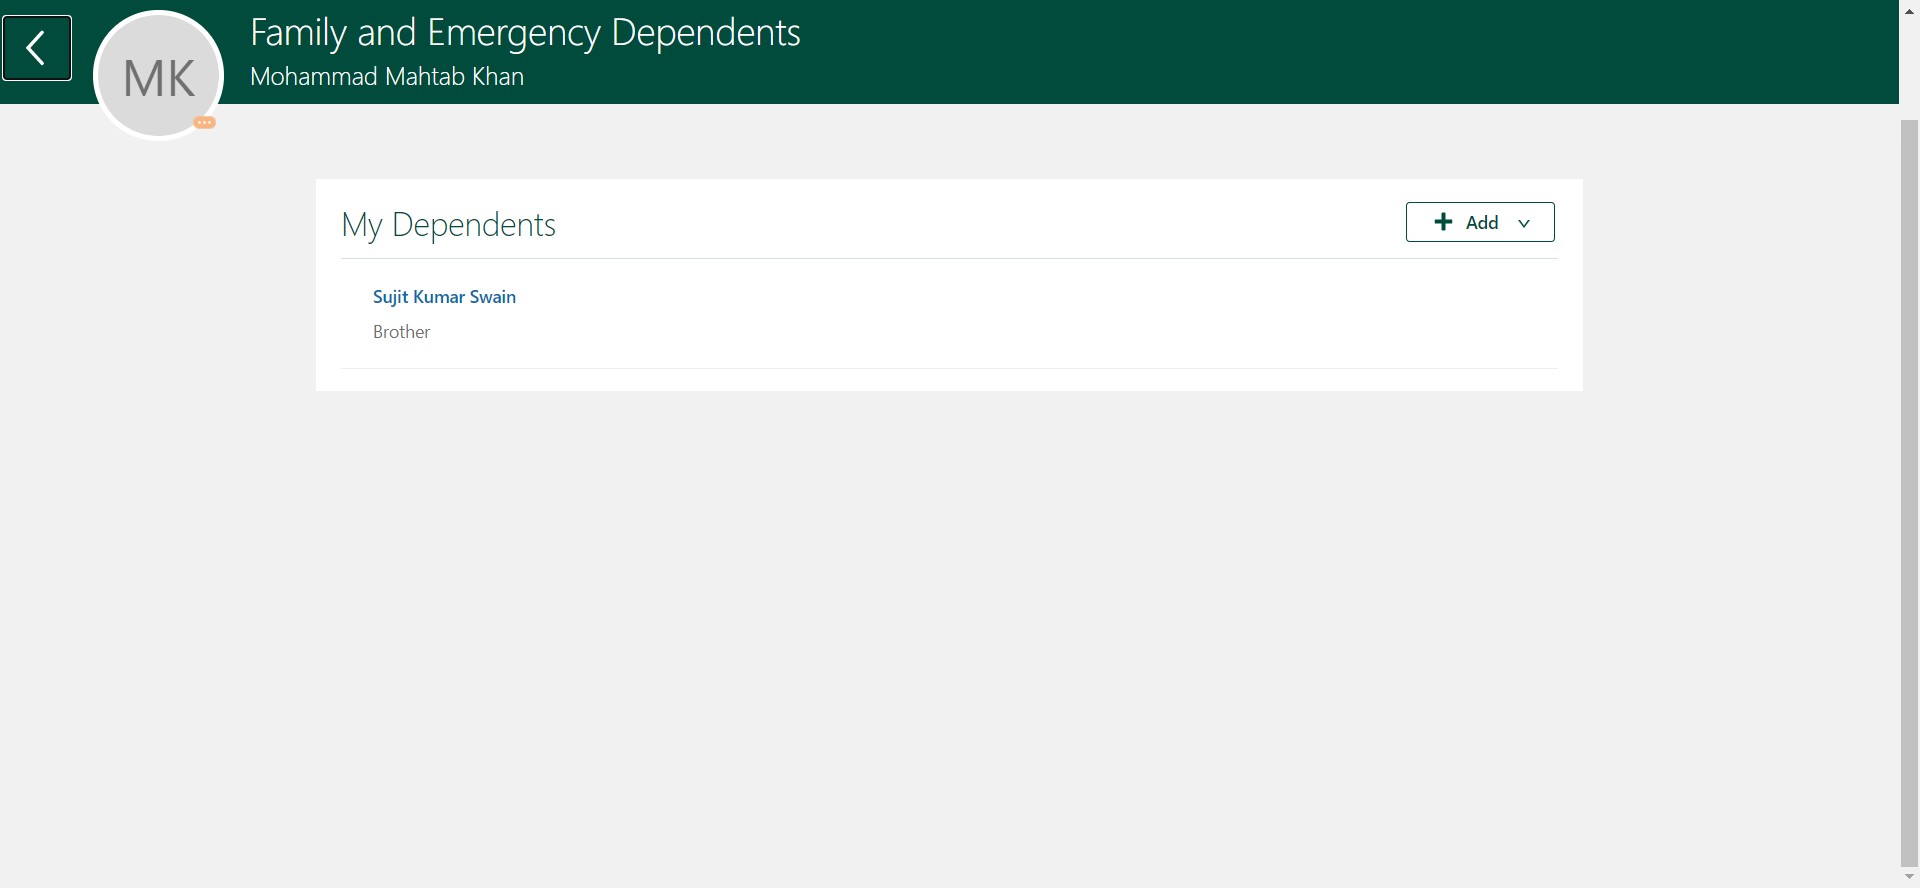 MK
Family and Emergency Dependents
Mohammad Mahtab Khan
My Dependents
Add
Sujit Kumar Swain
Brother